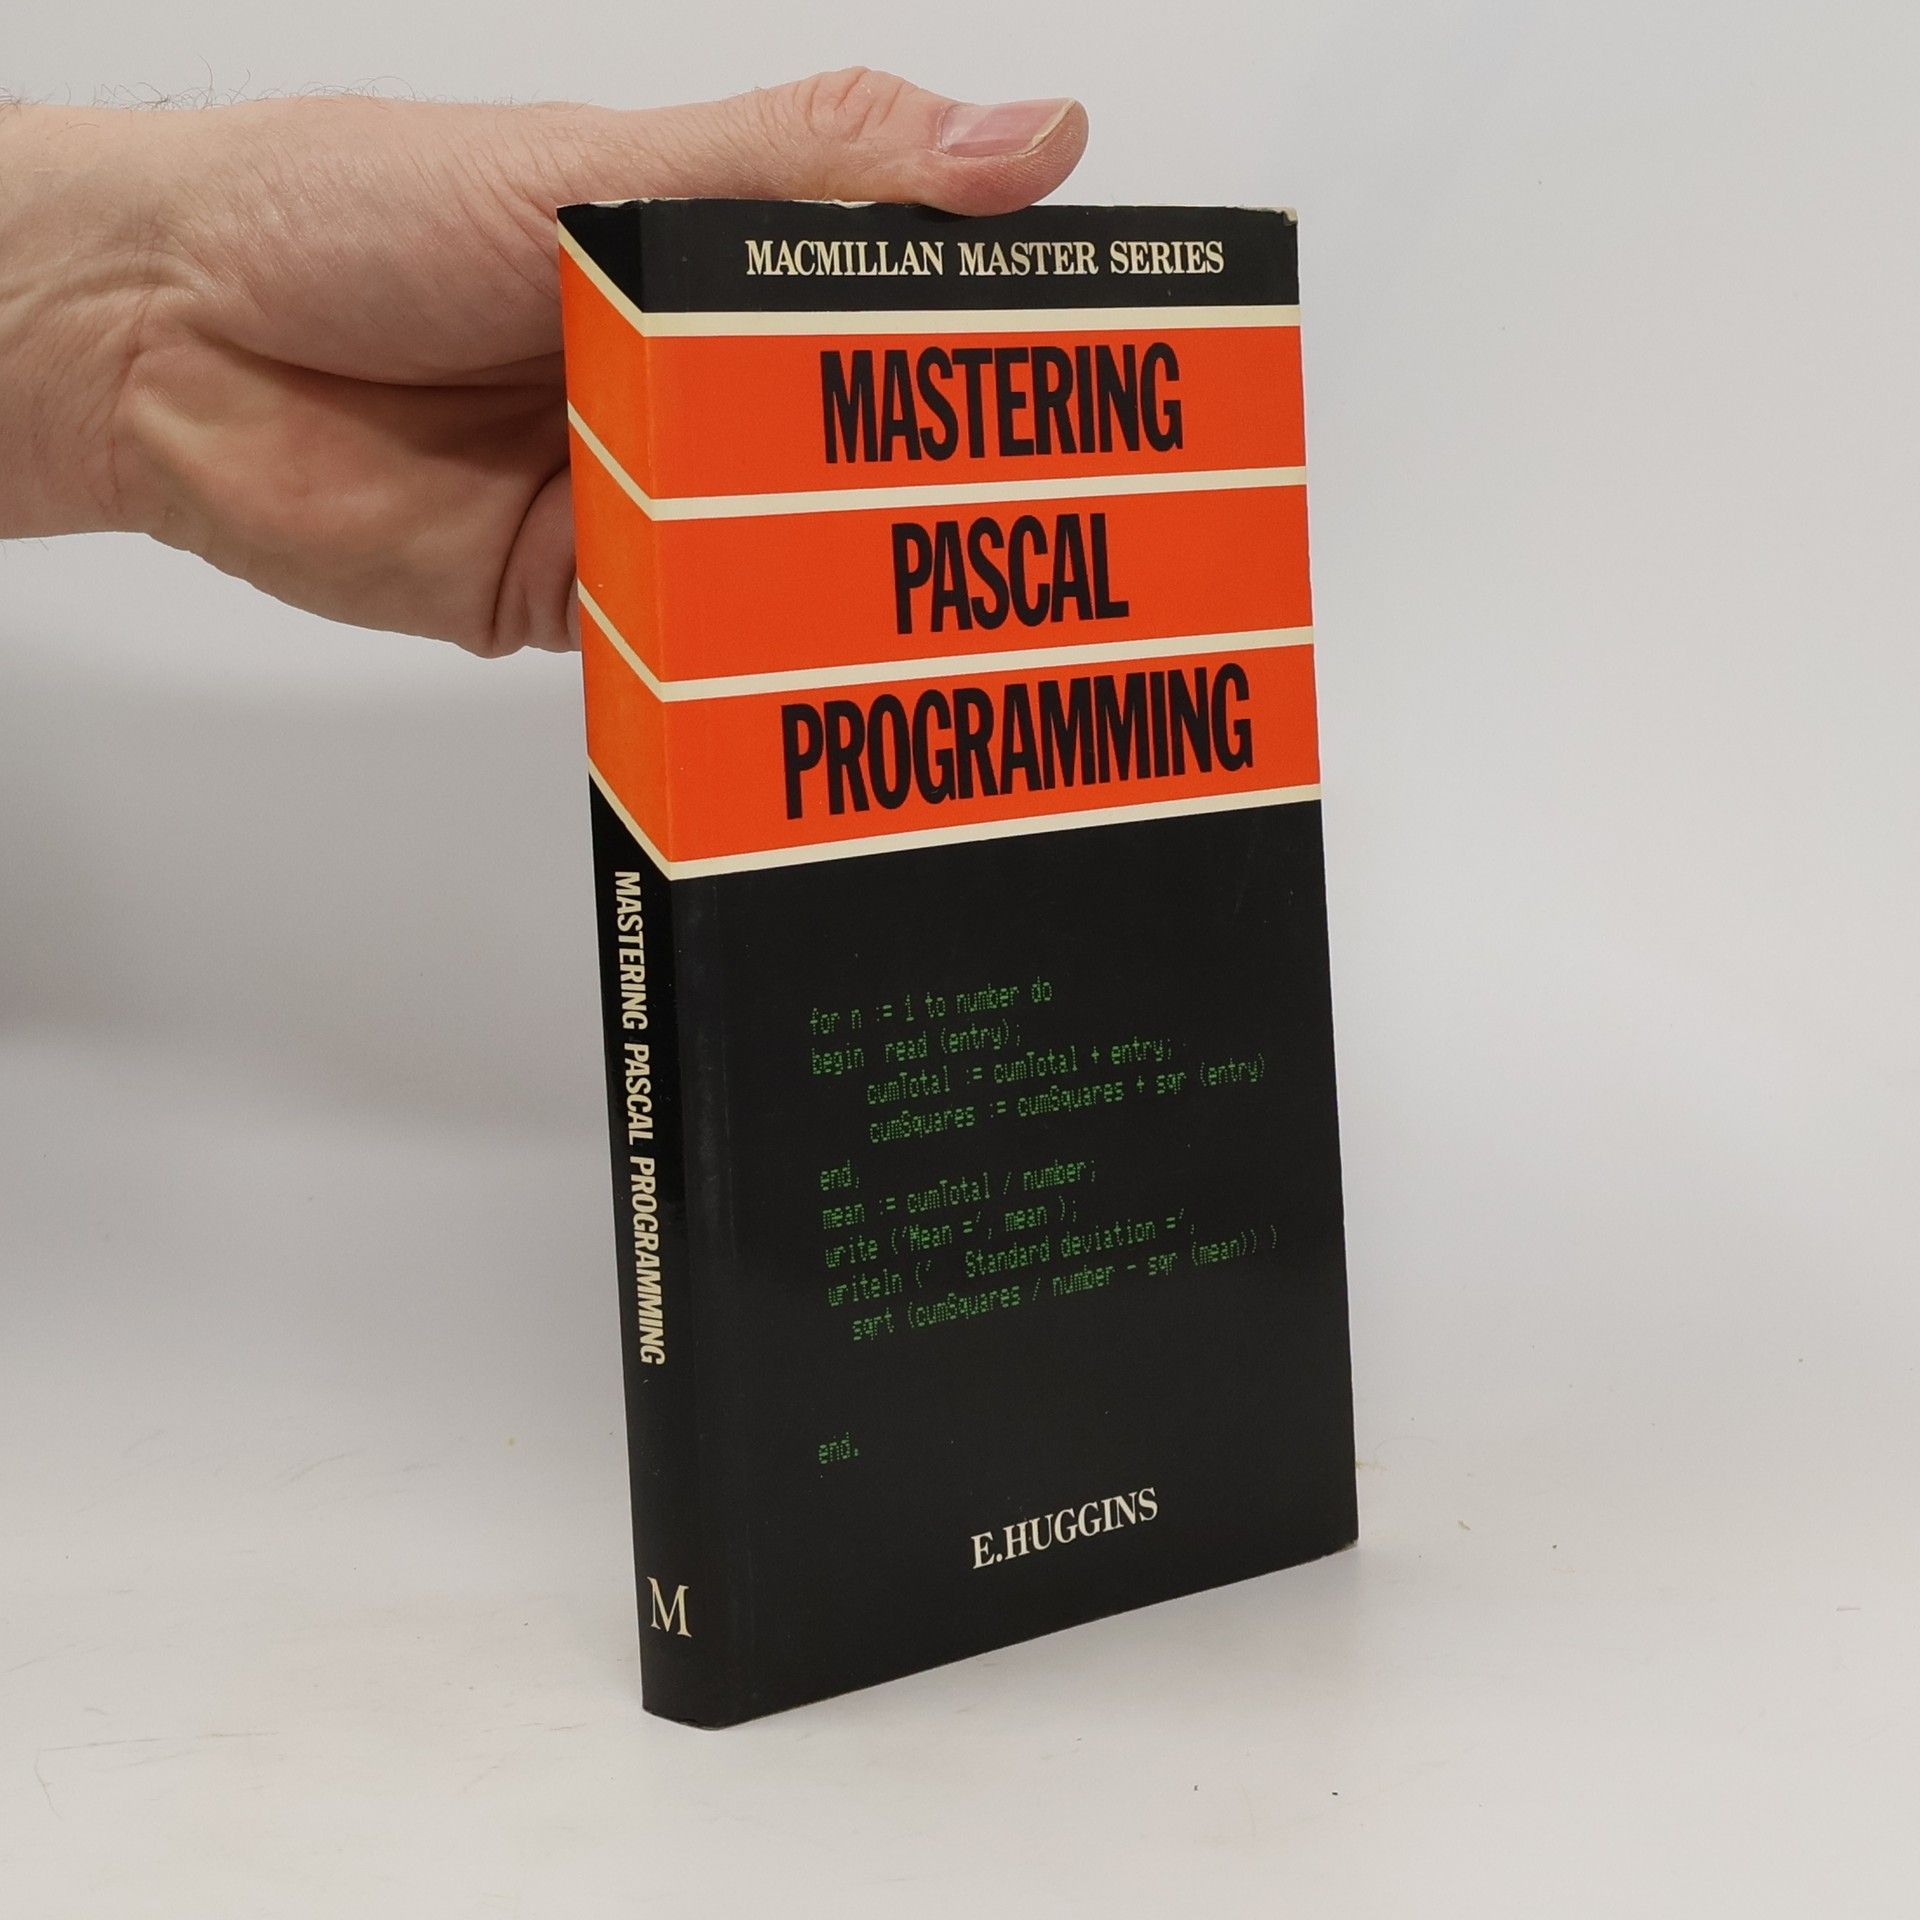 MACMILLAN MASTER SERIES
MASTERING
PASCAL
PROGRAMMING
for n := 1 to number do
begin read (entry);
cumTotal := cumTotal + entry;
cumSquares := cumSquares + sqr (entry)
end;
mean := cumTotal / number;
write ('Mean =', mean );
writeln (' Standard deviation =',
sqrt (cumSquares / number - sqr (mean)) )
end.
E.HUGGINS
MASTERING PASCAL PROGRAMMING
M